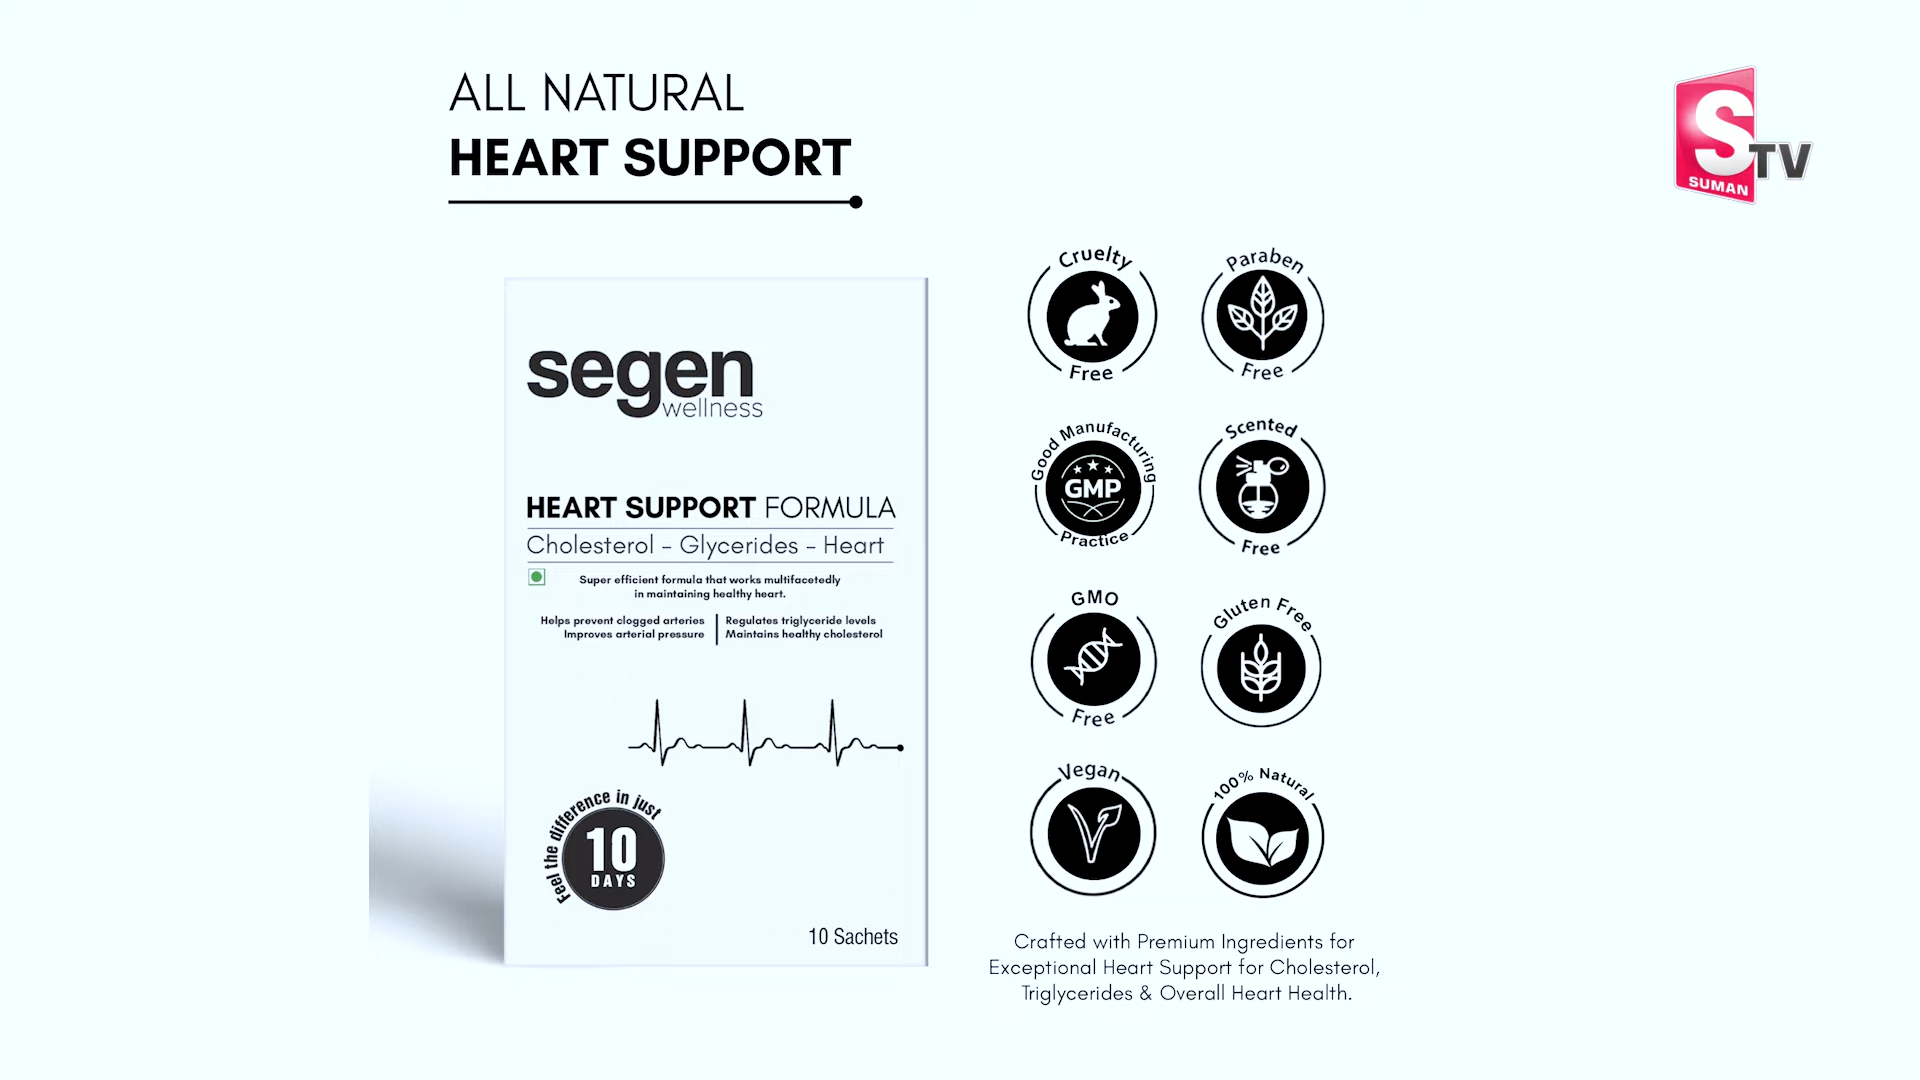 ALL NATURAL
HEART SUPPORT
S TV
SUMAN
segen
wellness
HEART SUPPORT FORMULA
Cholesterol - Glycerides - Heart
Super efficient formula that works multifacetedly
in maintaining healthy heart.
Helps prevent clogged arteries
Improves arterial pressure
Regulates triglyceride levels
Maintains healthy cholesterol
Feel the difference in just
10
DAYS
10 Sachets
Cruelty
Free
Paraben
Free
Good Manufacturing
GMP
Practice
Scented
Free
GMO
Free
Gluten Free
Vegan
100% Natural
Crafted with Premium Ingredients for
Exceptional Heart Support for Cholesterol,
Triglycerides & Overall Heart Health.